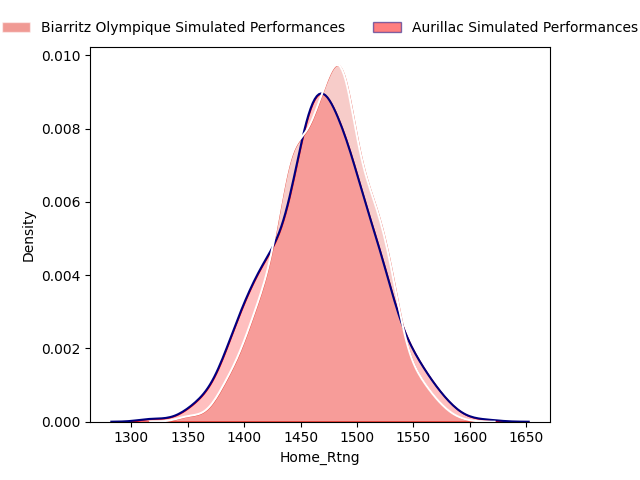 Biarritz Olympique Simulated Performances Aurillac Simulated Performances
0.010
0.008
0.006
0.004
0.002
0.000
Density
1300 1350 1400 1450 1500 1550 1600 1650
Home_Rtng